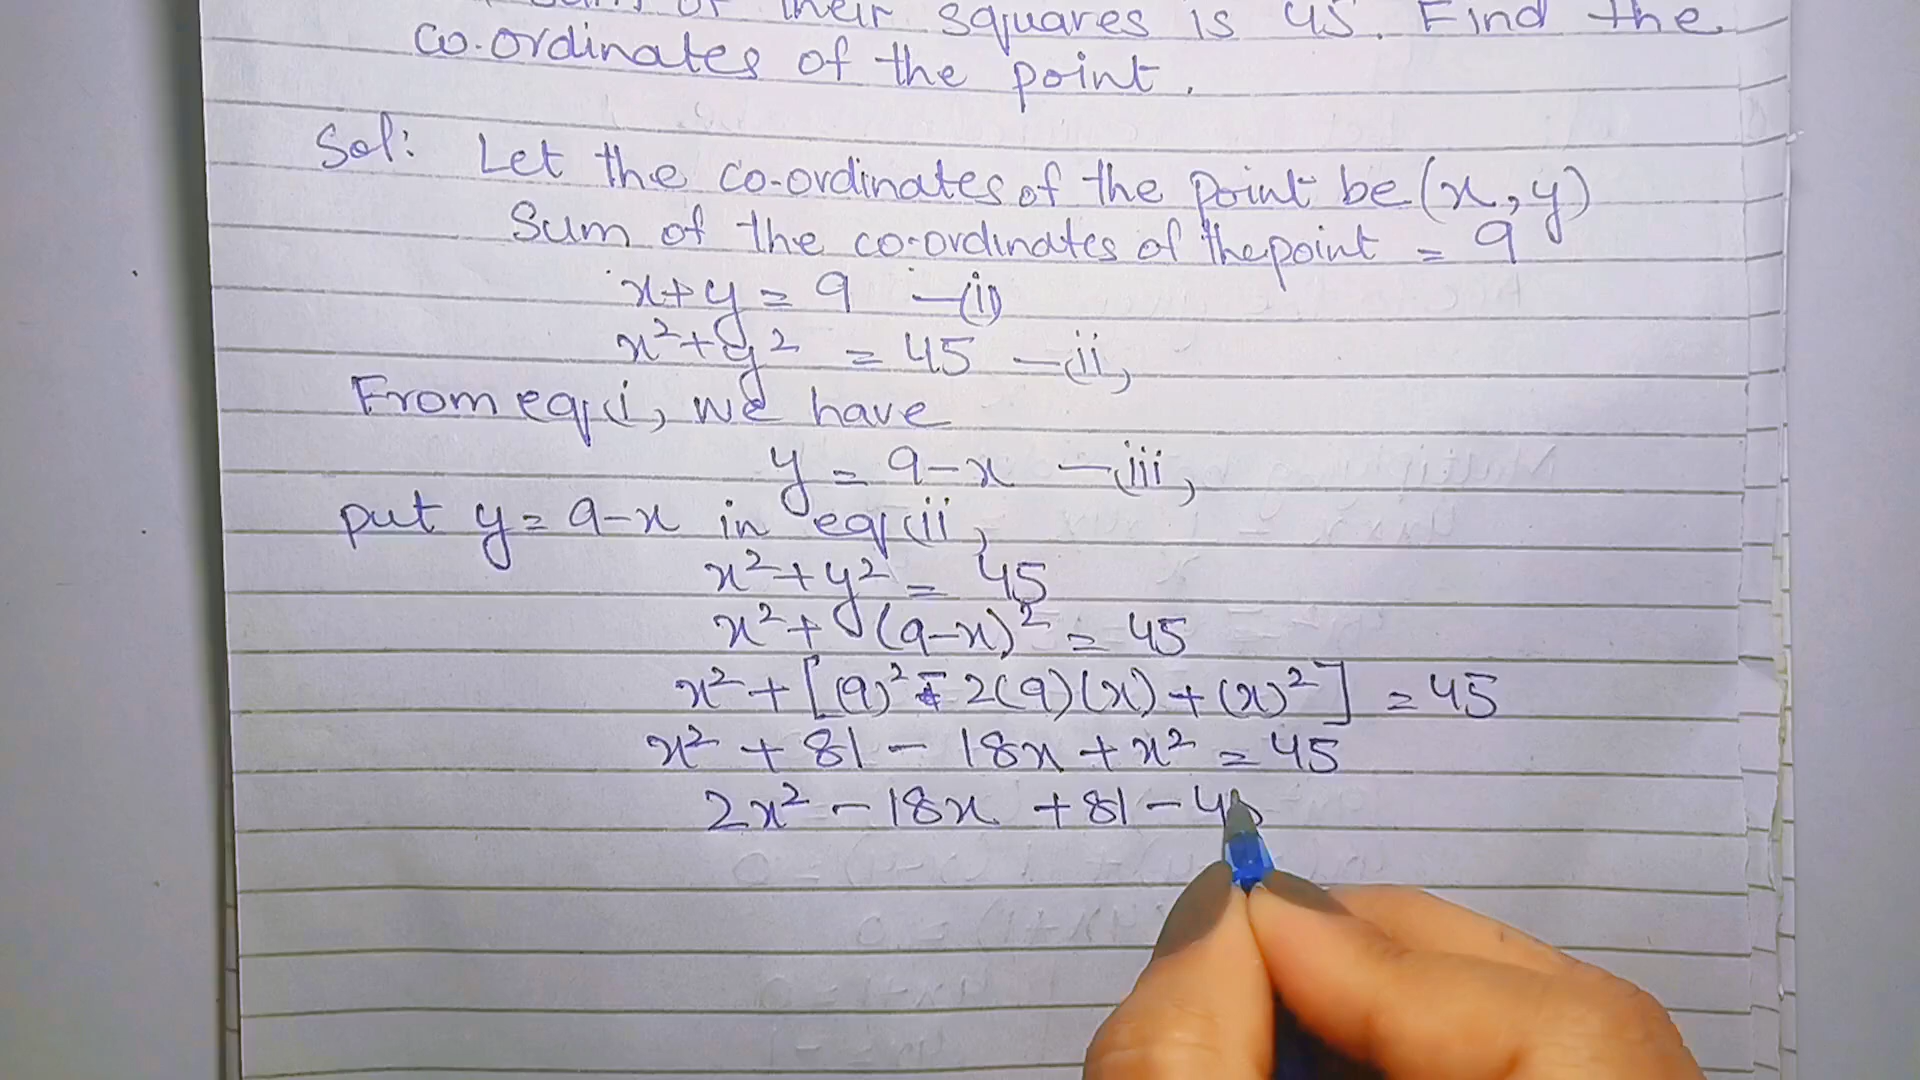 of their squares is 45. Find the
co-ordinates of the point.
Sol: Let the co-ordinates of the point be (x, y)
Sum of the co-ordinates of the point = 9
x+y = 9 —(i)
x²+y² = 45 —(ii)
From eq(i) we have
y = 9-x —(iii)
put y= 9-x in eq(ii)
x²+y² = 45
x²+ (9-x)² = 45
x²+[(9)² - 2(9)(x)+(x)²] = 45
x² + 81 - 18x + x² = 45
2x² - 18x + 81 - 45